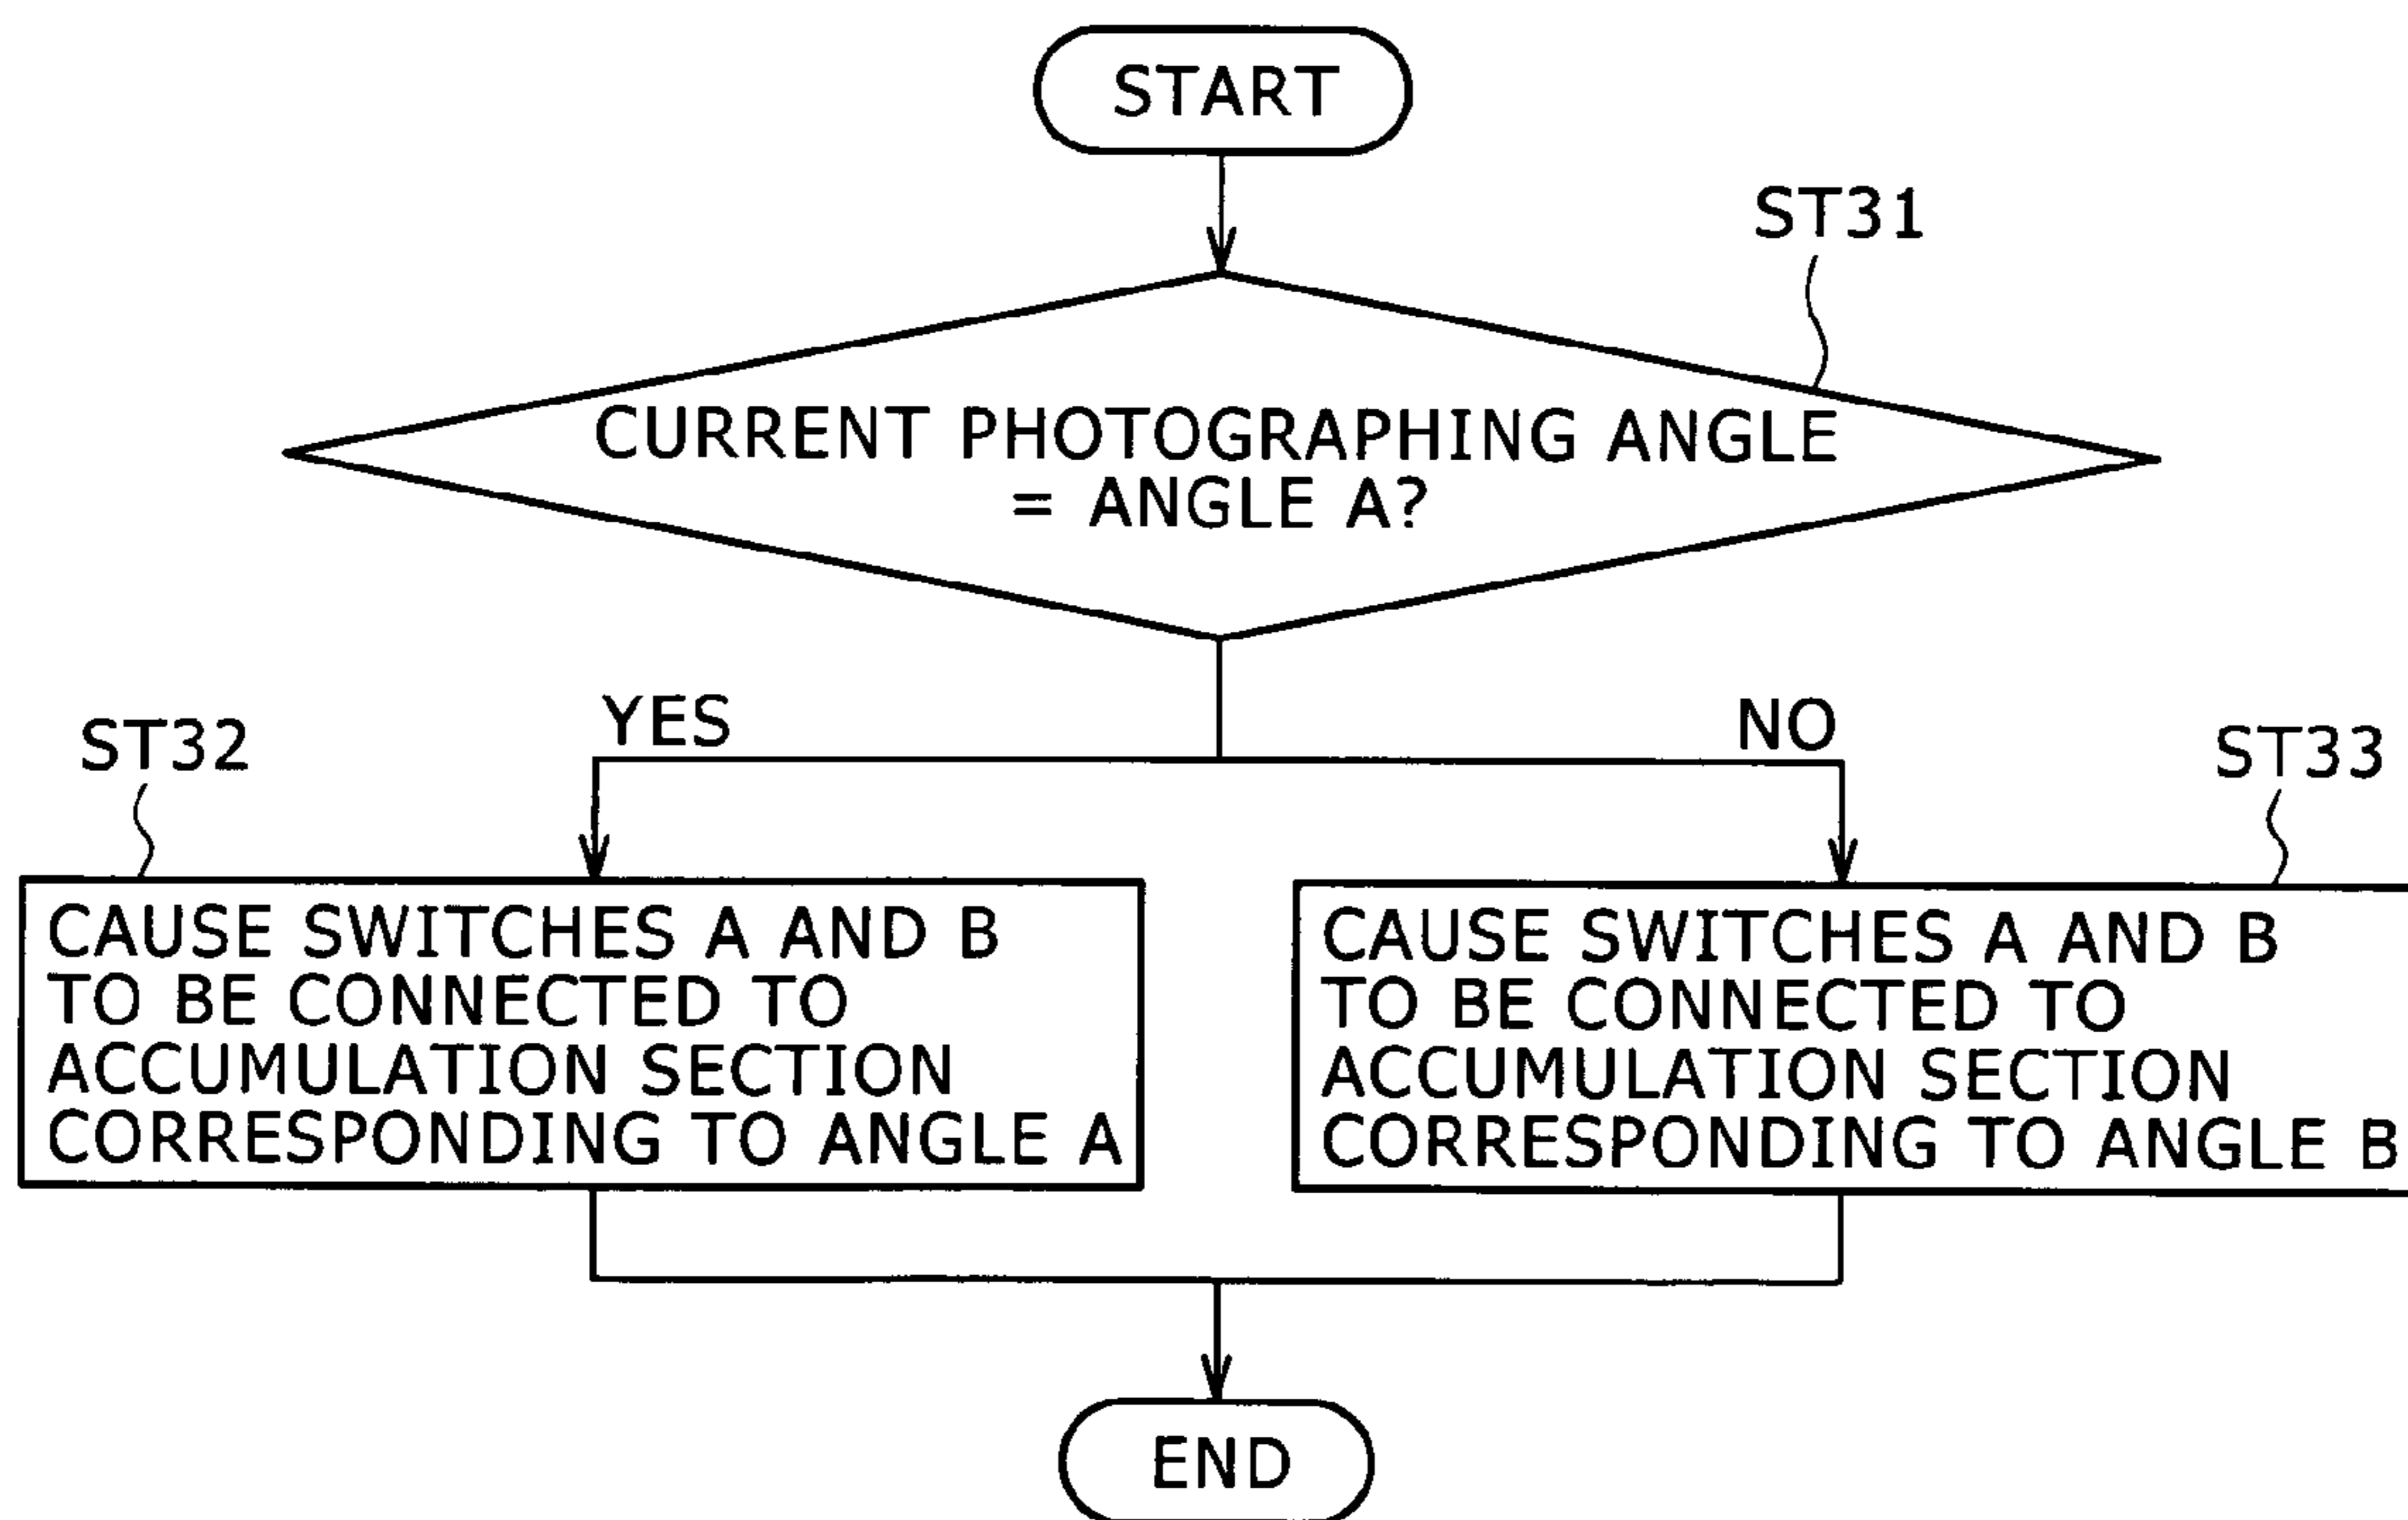 START
ST31
CURRENT PHOTOGRAPHING ANGLE
= ANGLE A?
YES
NO
ST32
ST33
CAUSE SWITCHES A AND B
TO BE CONNECTED TO
ACCUMULATION SECTION
CORRESPONDING TO ANGLE A
CAUSE SWITCHES A AND B
TO BE CONNECTED TO
ACCUMULATION SECTION
CORRESPONDING TO ANGLE B
END